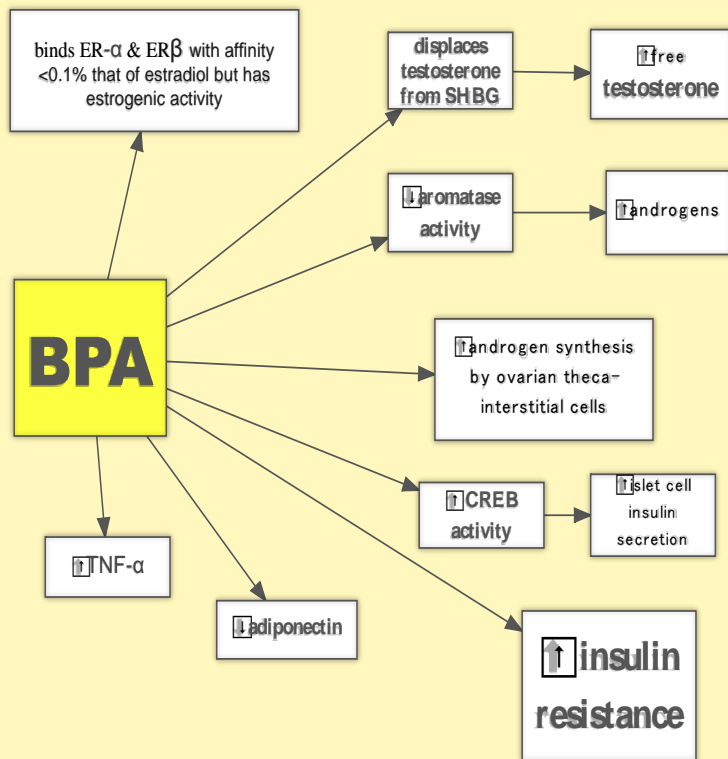 binds ER-α & ERβ with affinity
<0.1% that of estradiol but has
estrogenic activity
displaces
testosterone
from SHBG
↑free
testosterone
↓aromatase
activity
↑androgens
BPA
↑androgen synthesis
by ovarian theca-
interstitial cells
↑CREB
activity
↑islet cell
insulin
secretion
↑TNF-α
↓adiponectin
↑insulin
resistance